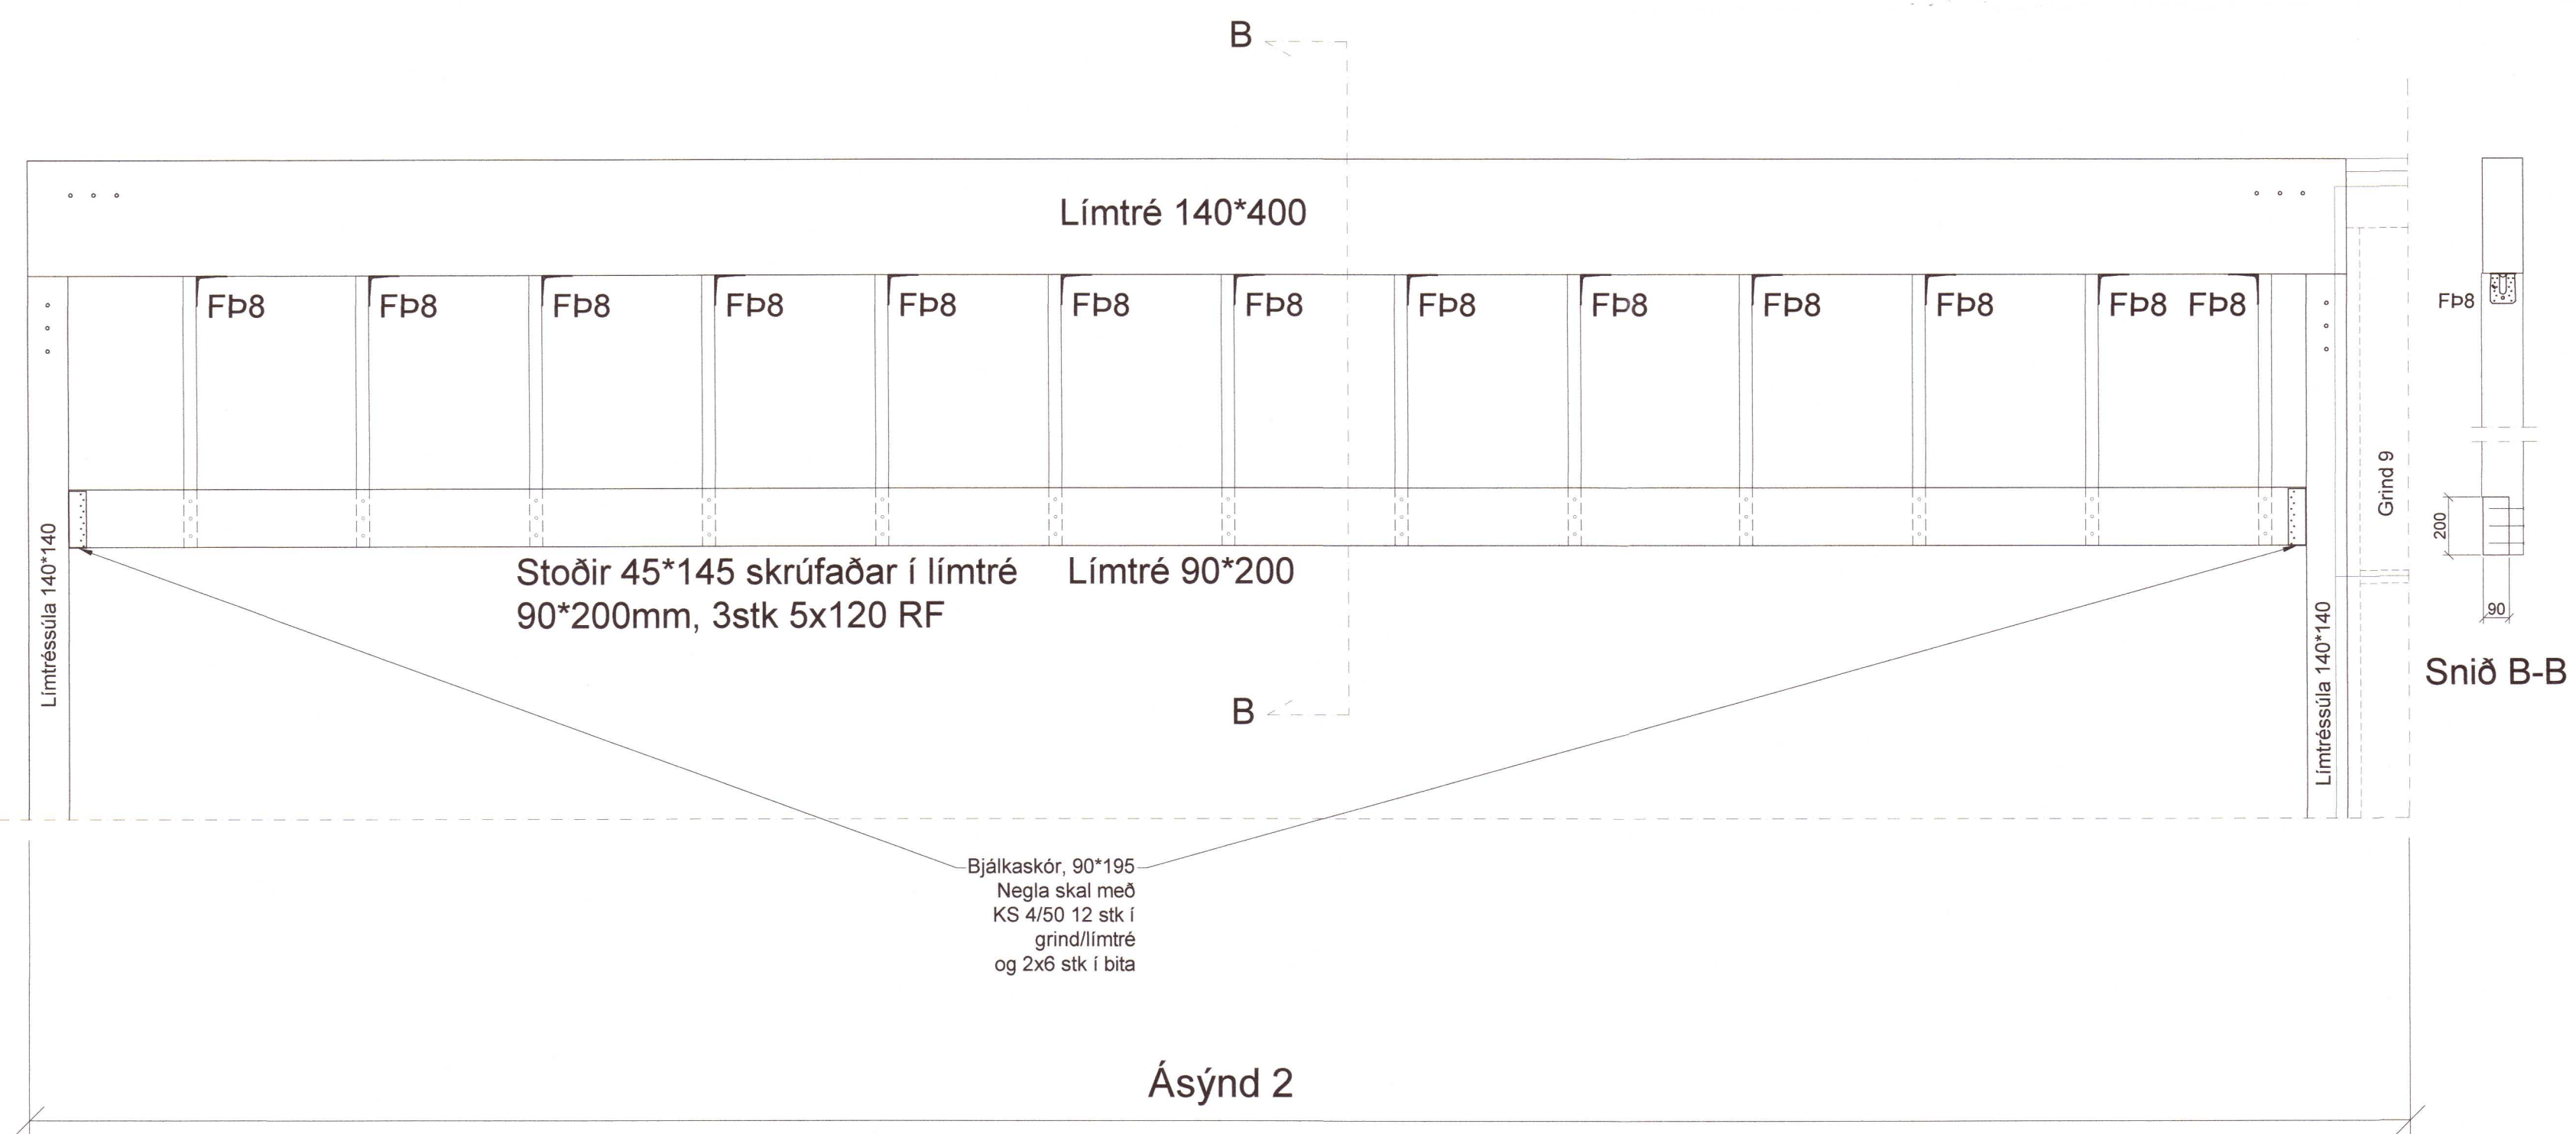 B
Límtré 140*400
FÞ8 FÞ8 FÞ8 FÞ8 FÞ8 FÞ8 FÞ8 FÞ8 FÞ8 FÞ8 FÞ8 FÞ8 FÞ8
FÞ8
Límtréssúla 140*140
Grind 9
200
90
Stoðir 45*145 skrúfaðar í límtré
90*200mm, 3stk 5x120 RF
Límtré 90*200
Límtréssúla 140*140
Snið B-B
B
Bjálkaskór, 90*195
Negla skal með
KS 4/50 12 stk í
grind/límtré
og 2x6 stk í bita
Ásýnd 2